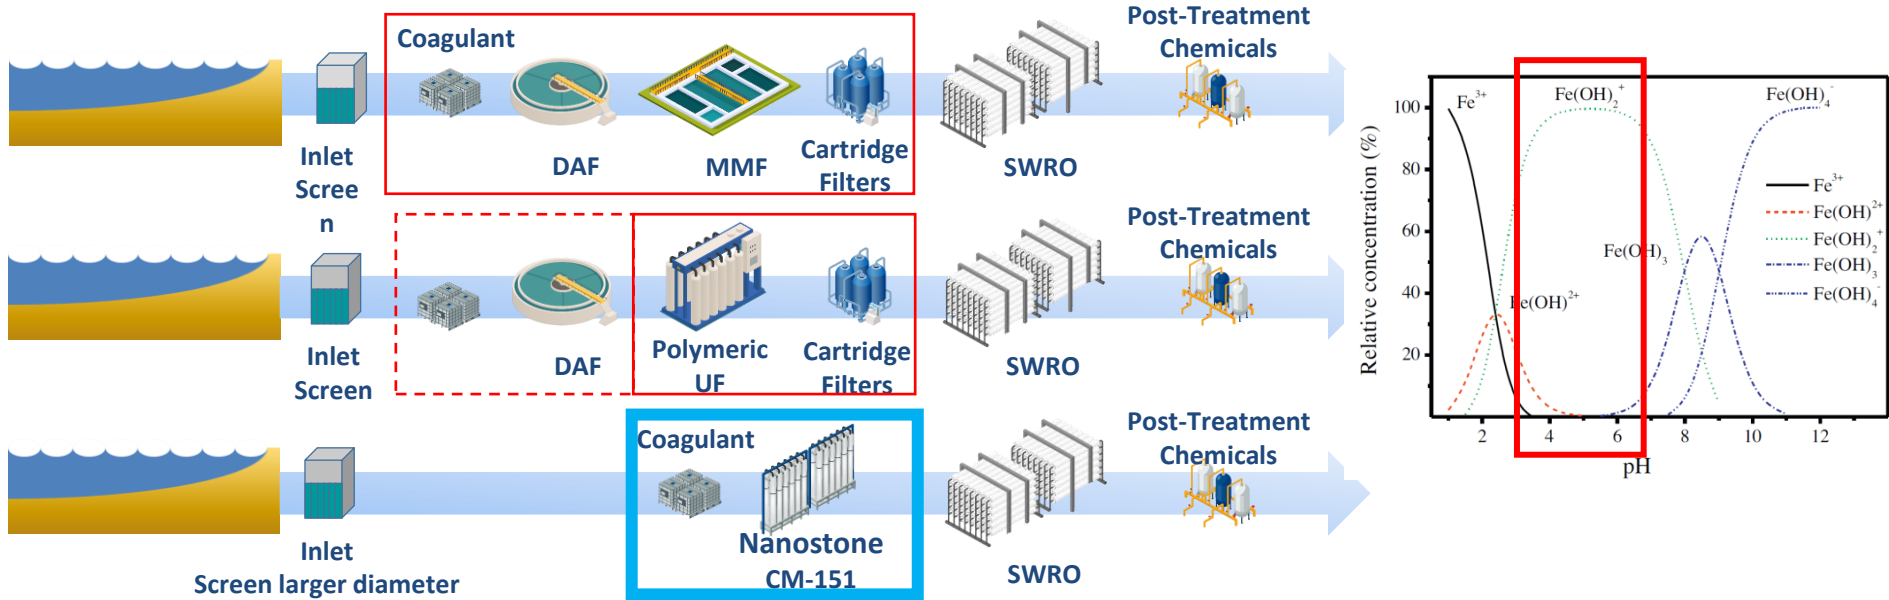 Coagulant
Post-Treatment
Chemicals
Inlet
Scree
n
DAF
MMF
Cartridge
Filters
SWRO
Post-Treatment
Chemicals
Inlet
Screen
DAF
Polymeric
UF
Cartridge
Filters
SWRO
Post-Treatment
Chemicals
Coagulant
Inlet
Screen larger diameter
Nanostone
CM-151
SWRO
Relative concentration (%)
100
80
60
40
20
2
4
6
8
10
12
pH
Fe³⁺
Fe(OH)₂⁺
Fe(OH)₄⁻
Fe(OH)₃
Fe(OH)²⁺
Fe³⁺
Fe(OH)²⁺
Fe(OH)₂⁺
Fe(OH)₃
Fe(OH)₄⁻